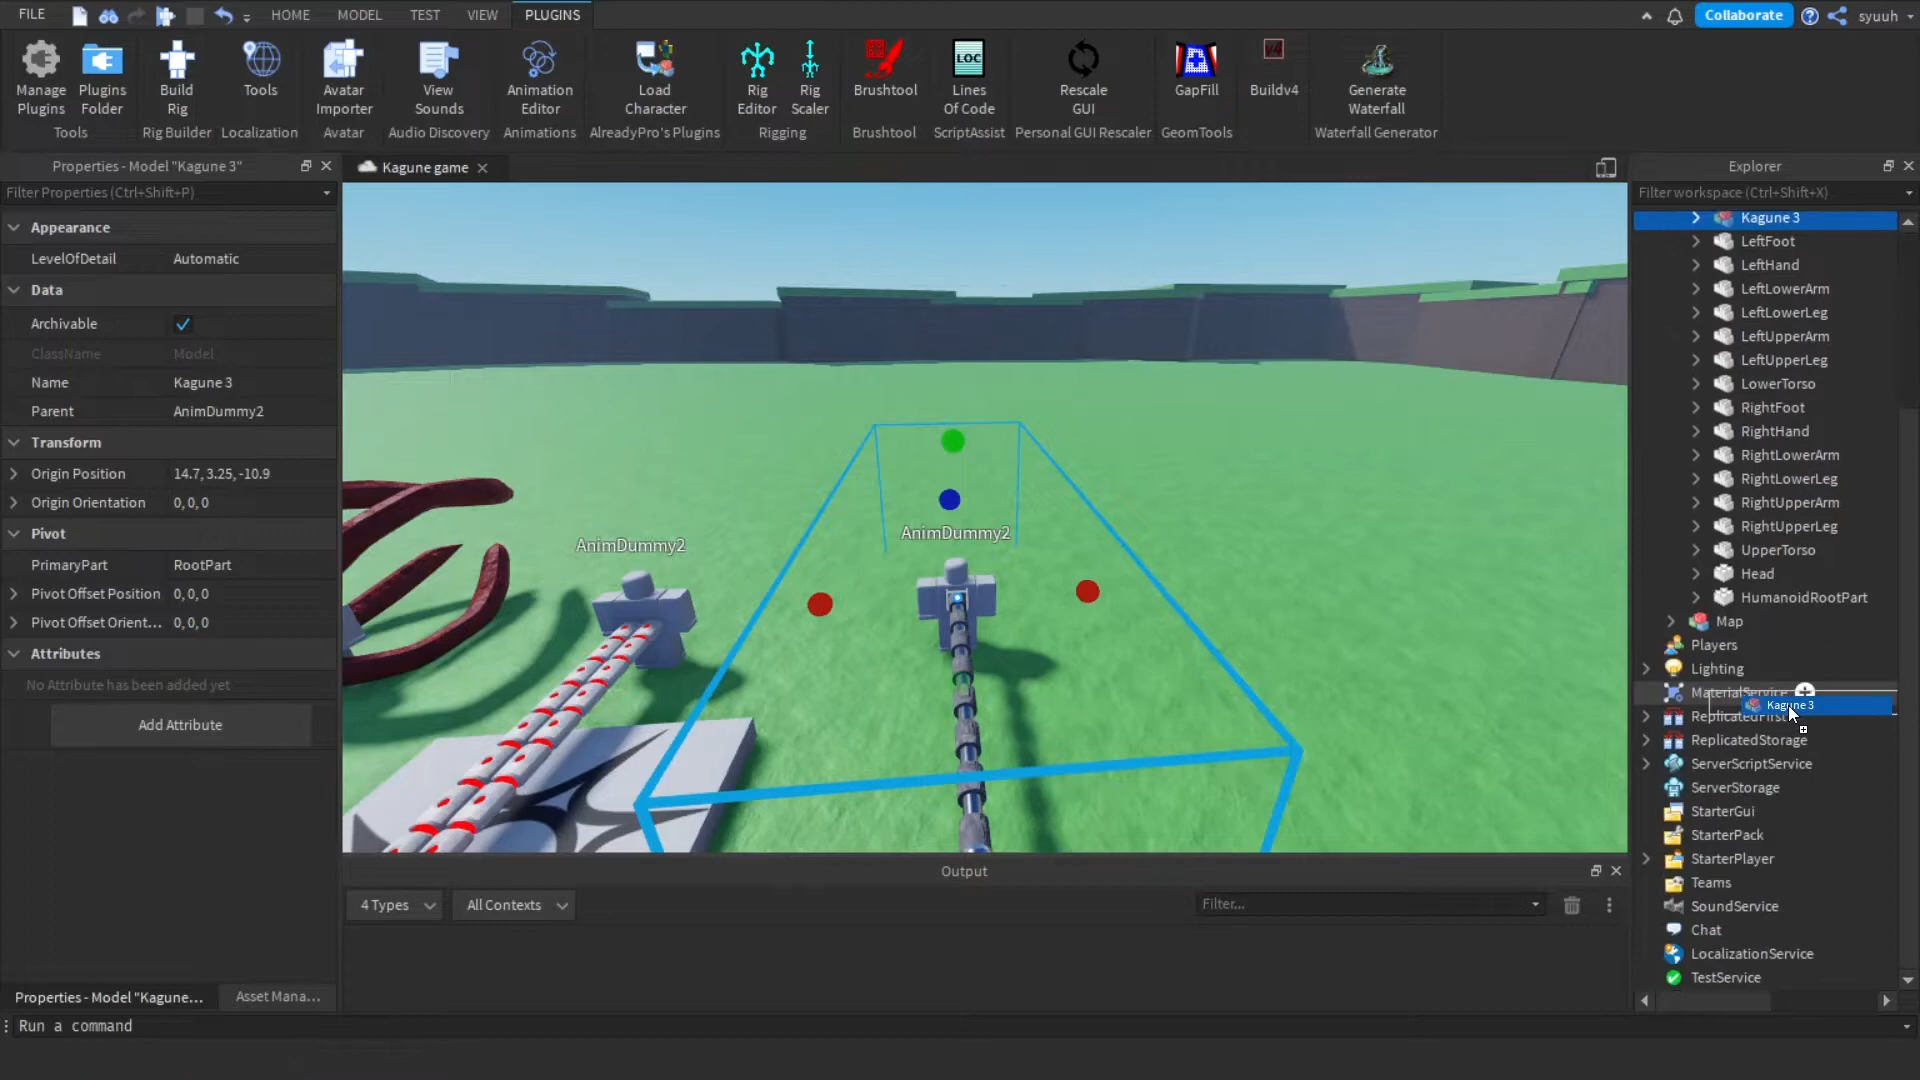 FILE
HOME
MODEL
TEST
VIEW
PLUGINS
Collaborate
syuuh
Manage Plugins
Plugins Folder
Build Rig
Tools
Avatar Importer
View Sounds
Animation Editor
Load Character
Rig Editor
Rig Scaler
Brushtool
LOC
Lines Of Code
Rescale GUI
GapFill
v4
Buildv4
Generate Waterfall
Tools
Rig Builder
Localization
Avatar
Audio Discovery
Animations
AlreadyPro's Plugins
Rigging
Brushtool
ScriptAssist
Personal GUI Rescaler
GeomTools
Waterfall Generator
Properties - Model "Kagune 3"
Filter Properties (Ctrl+Shift+P)
Appearance
LevelOfDetail Automatic
Data
Archivable
ClassName Model
Name Kagune 3
Parent AnimDummy2
Transform
Origin Position 14.7, 3.25, -10.9
Origin Orientation 0, 0, 0
Pivot
PrimaryPart RootPart
Pivot Offset Position 0, 0, 0
Pivot Offset Orient... 0, 0, 0
Attributes
No Attribute has been added yet
Add Attribute
Properties - Model "Kagune...
Asset Mana...
Run a command
Kagune game
AnimDummy2
AnimDummy2
Output
4 Types
All Contexts
Filter...
Explorer
Filter workspace (Ctrl+Shift+X)
Kagune 3
LeftFoot
LeftHand
LeftLowerArm
LeftLowerLeg
LeftUpperArm
LeftUpperLeg
LowerTorso
RightFoot
RightHand
RightLowerArm
RightLowerLeg
RightUpperArm
RightUpperLeg
UpperTorso
Head
HumanoidRootPart
Map
Players
Lighting
MaterialService
Kagune 3
ReplicatedFirst
ReplicatedStorage
ServerScriptService
ServerStorage
StarterGui
StarterPack
StarterPlayer
Teams
SoundService
Chat
LocalizationService
TestService